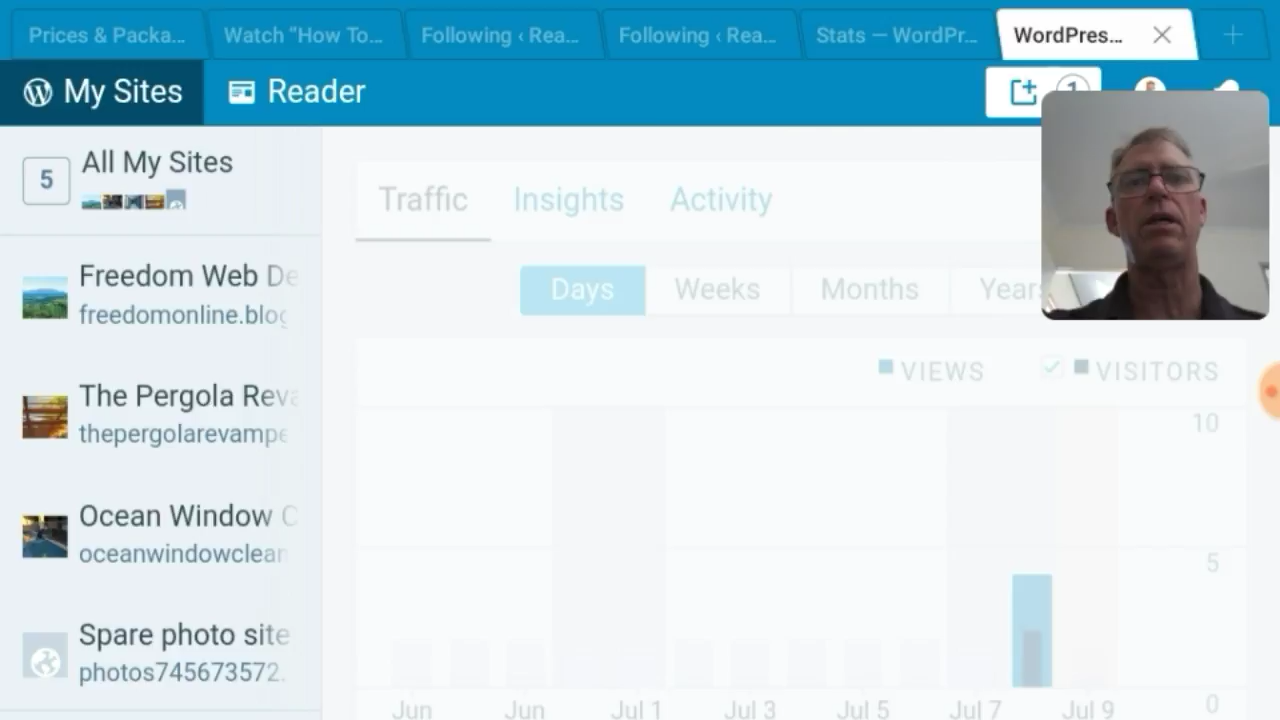 Prices & Packa... Watch “How To... Following ‹ Rea... Following ‹ Rea... Stats — WordPr... WordPres...
My Sites Reader 1
5 All My Sites
Traffic Insights Activity
Freedom Web De
freedomonline.blog
Days Weeks Months Years
The Pergola Reva
thepergolarevampe
VIEWS VISITORS
10
Ocean Window C
oceanwindowclean
5
Spare photo site
photos745673572.
0
Jun Jun Jul 1 Jul 3 Jul 5 Jul 7 Jul 9